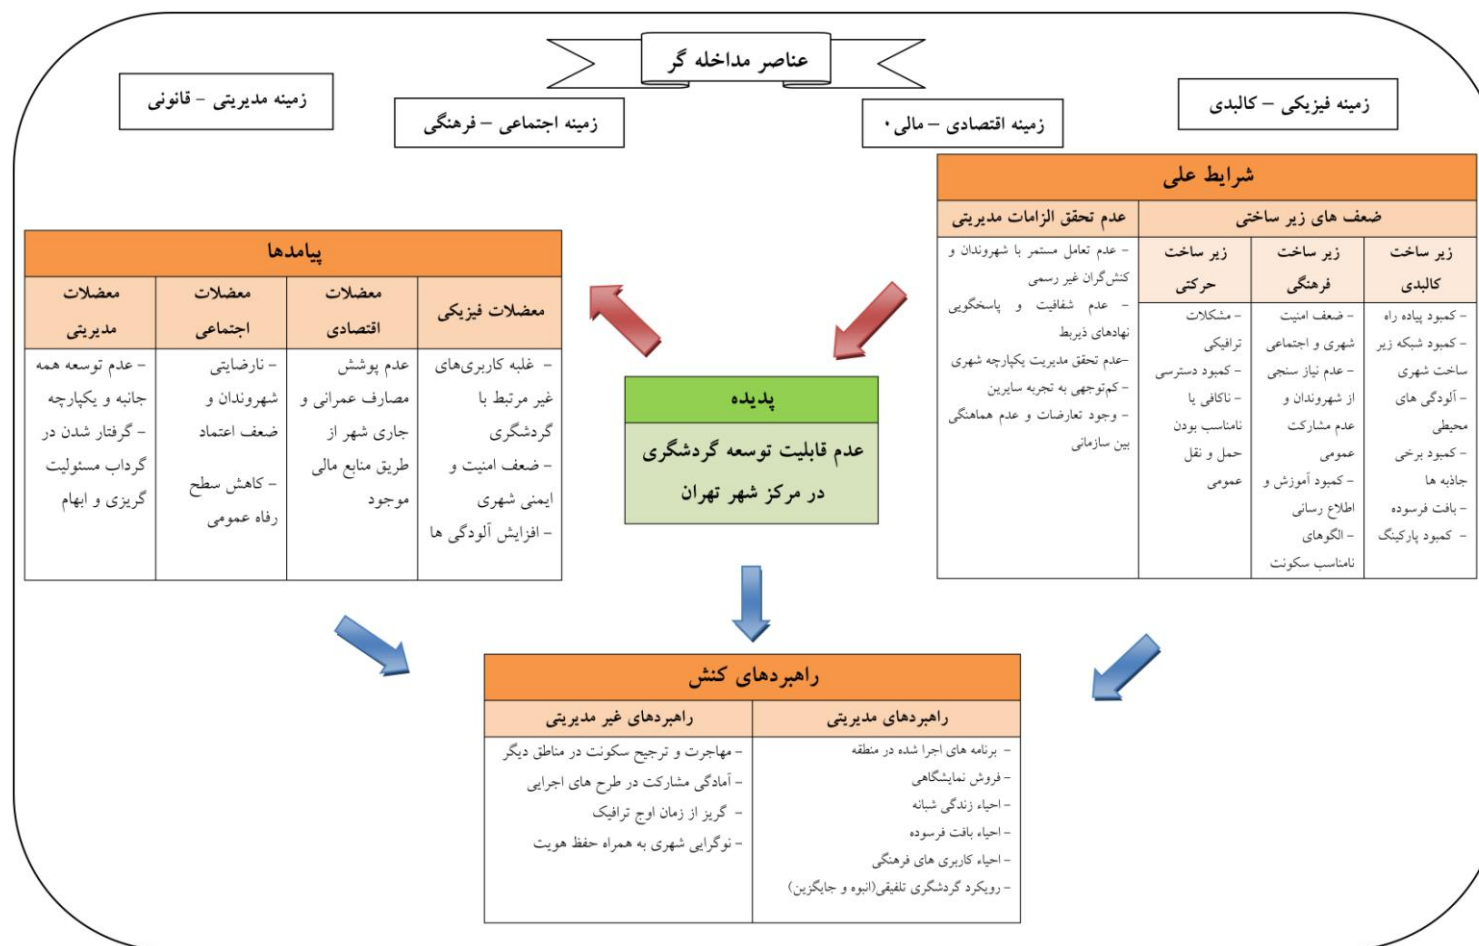 عناصر مداخله گر
زمینه فیزیکی – کالبدی
زمینه اقتصادی – مالی ۰
زمینه اجتماعی – فرهنگی
زمینه مدیریتی – قانونی
شرایط علی
ضعف های زیر ساختی
عدم تحقق الزامات مدیریتی
زیر ساخت
کالبدی
زیر ساخت
فرهنگی
زیر ساخت
حرکتی
– کمبود پیاده راه
– کمبود شبکه زیر
ساخت شهری
– آلودگی های
محیطی
– کمبود برخی
جاذبه ها
– بافت فرسوده
– کمبود پارکینگ
– ضعف امنیت
شهری و اجتماعی
– عدم نیاز سنجی
از شهروندان و
عدم مشارکت
عمومی
– کمبود آموزش و
اطلاع رسانی
– الگوهای
نامناسب سکونت
– مشکلات
ترافیکی
– کمبود دسترسی
– ناکافی یا
نامناسب بودن
حمل و نقل
عمومی
– عدم تعامل مستمر با شهروندان و
کنش‌گران غیر رسمی
– عدم شفافیت و پاسخگویی
نهادهای ذیربط
–عدم تحقق مدیریت یکپارچه شهری
– کم‌توجهی به تجربه سایرین
– وجود تعارضات و عدم هماهنگی
بین سازمانی
پدیده
عدم قابلیت توسعه گردشگری
در مرکز شهر تهران
پیامدها
معضلات فیزیکی
معضلات
اقتصادی
معضلات
اجتماعی
معضلات
مدیریتی
– غلبه کاربری‌های
غیر مرتبط با
گردشگری
– ضعف امنیت و
ایمنی شهری
– افزایش آلودگی ها
عدم پوشش
مصارف عمرانی و
جاری شهر از
طریق منابع مالی
موجود
– نارضایتی
شهروندان و
ضعف اعتماد
– کاهش سطح
رفاه عمومی
– عدم توسعه همه
جانبه و یکپارچه
– گرفتار شدن در
گرداب مسئولیت
گریزی و ابهام
راهبردهای کنش
راهبردهای مدیریتی
راهبردهای غیر مدیریتی
– برنامه های اجرا شده در منطقه
– فروش نمایشگاهی
– احیاء زندگی شبانه
– احیاء بافت فرسوده
– احیاء کاربری های فرهنگی
– رویکرد گردشگری تلفیقی(انبوه و جایگزین)
– مهاجرت و ترجیح سکونت در مناطق دیگر
– آمادگی مشارکت در طرح های اجرایی
– گریز از زمان اوج ترافیک
– نوگرایی شهری به همراه حفظ هویت